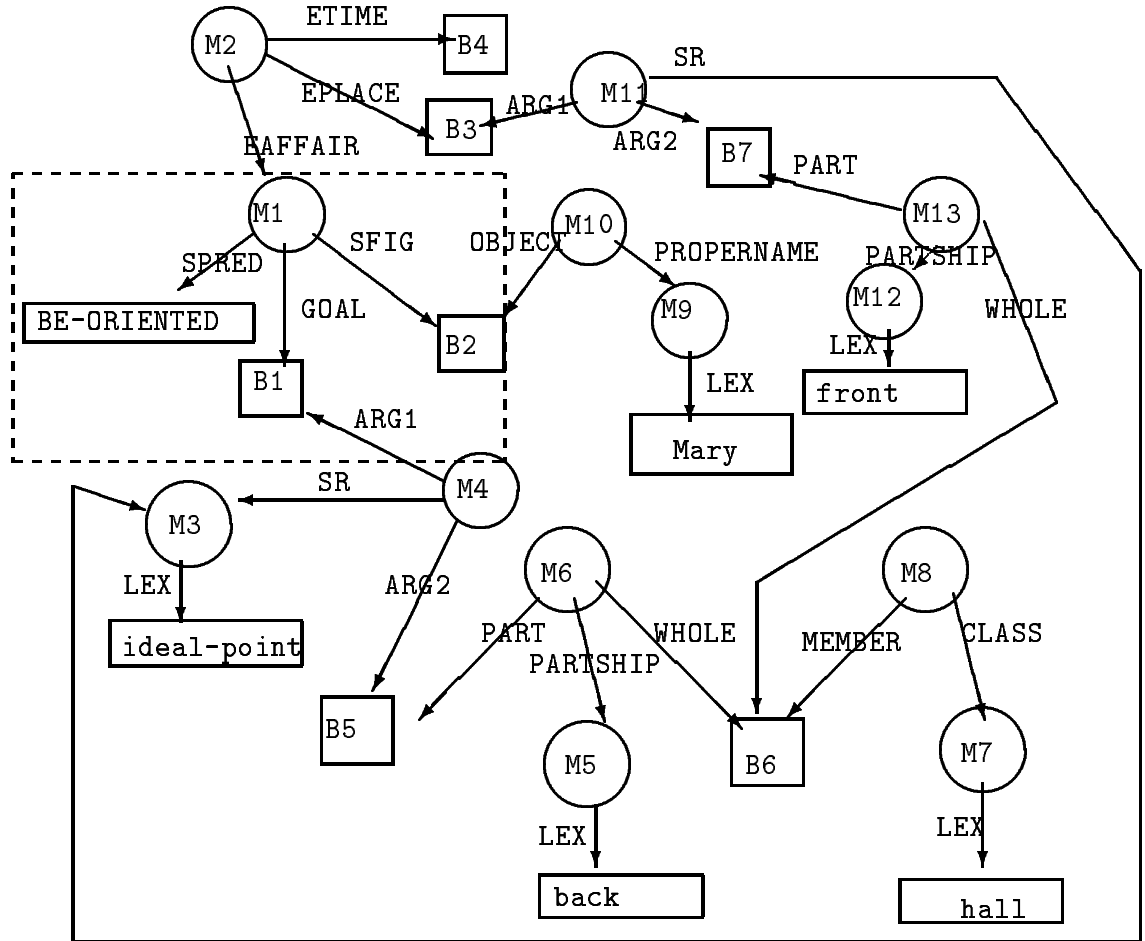 ETIME
M2
B4
SR
EPLACE
M11
ARG1
B3
ARG2
EAFFAIR
B7
PART
M1
M13
M10
SFIG
OBJECT
PROPERNAME
PARTSHIP
SPRED
M12
GOAL
M9
WHOLE
BE-ORIENTED
B2
LEX
B1
LEX
front
ARG1
Mary
SR
M4
M3
LEX
ARG2
M6
M8
PART
WHOLE
MEMBER
CLASS
ideal-point
PARTSHIP
B5
M5
B6
M7
LEX
LEX
back
hall